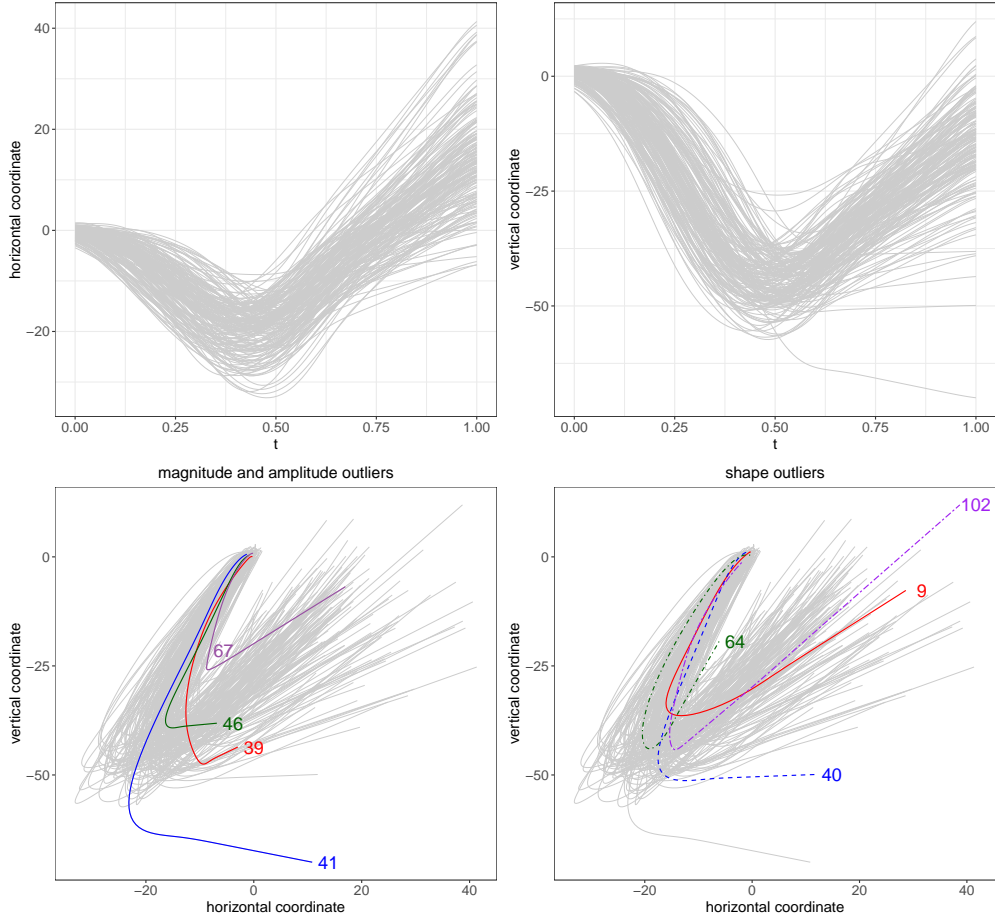 40
20
0
−20
horizontal coordinate
0.00 0.25 0.50 0.75 1.00
t
0
−25
−50
vertical coordinate
0.00 0.25 0.50 0.75 1.00
t
magnitude and amplitude outliers
0
−25
−50
vertical coordinate
67
46
39
41
−20 0 20 40
horizontal coordinate
shape outliers
0
−25
−50
vertical coordinate
102
9
64
40
−20 0 20 40
horizontal coordinate